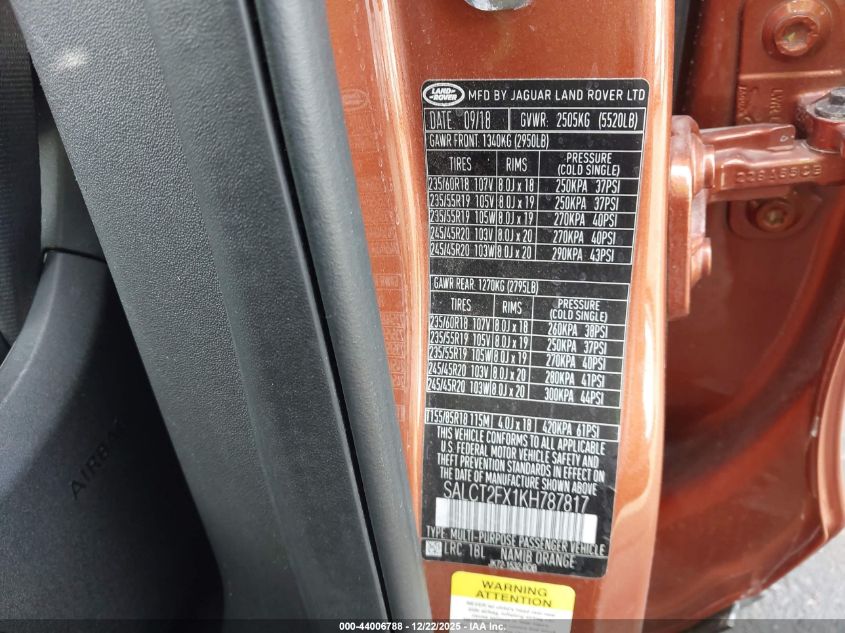 LAND ROVER MFD BY JAGUAR LAND ROVER LTD
DATE 09/18 GVWR: 2505KG (5520LB)
GAWR FRONT: 1340KG (2950LB)
TIRES RIMS PRESSURE (COLD SINGLE)
235/60R18 107V 8.0J x 18 250KPA 37PSI
235/55R19 105V 8.0J x 19 250KPA 37PSI
235/55R19 105W 8.0J x 19 270KPA 40PSI
245/45R20 103V 8.0J x 20 270KPA 40PSI
245/45R20 103W 8.0J x 20 290KPA 43PSI
GAWR REAR: 1270KG (2795LB)
TIRES RIMS PRESSURE (COLD SINGLE)
235/60R18 107V 8.0J x 18 260KPA 38PSI
235/55R19 105V 8.0J x 19 250KPA 37PSI
235/55R19 105W 8.0J x 19 270KPA 40PSI
245/45R20 103V 8.0J x 20 280KPA 41PSI
245/45R20 103W 8.0J x 20 300KPA 44PSI
T155/85R18 115M 4.0J x 18 420KPA 61PSI
THIS VEHICLE CONFORMS TO ALL APPLICABLE
U.S. FEDERAL MOTOR VEHICLE SAFETY AND
THEFT PREVENTION STANDARDS IN EFFECT ON
THE DATE OF MANUFACTURE SHOWN ABOVE.
SALCT2FX1KH787817
TYPE: MULTI-PURPOSE PASSENGER VEHICLE
LRC: 1BL NAMIB ORANGE
WARNING
ATTENTION
AIRBAG
000-44006788 - 12/22/2025 - US COPART